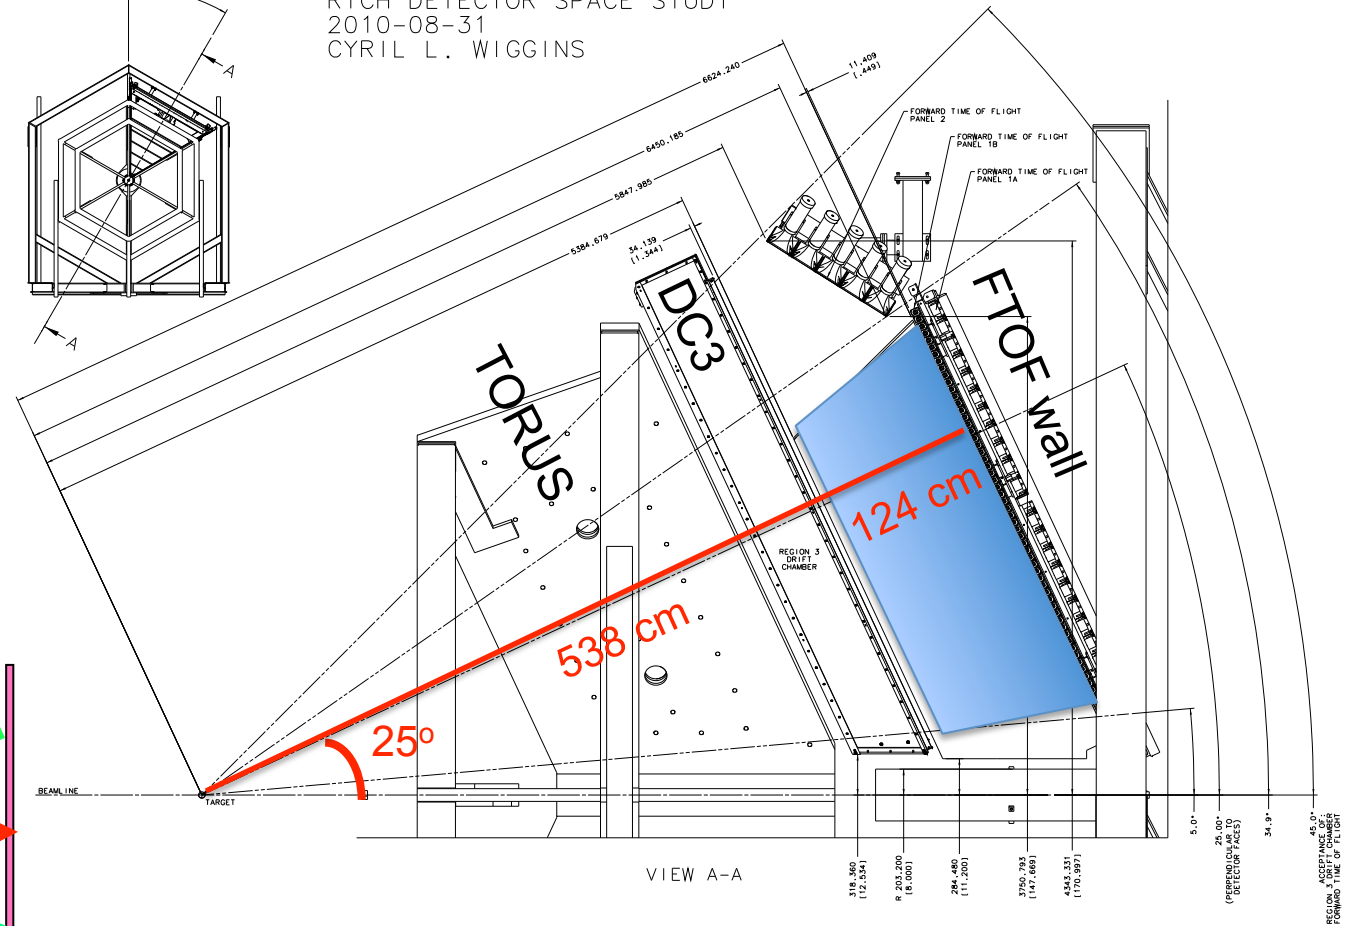 RICH DETECTOR SPACE STUDY
2010-08-31
CYRIL L. WIGGINS
A
A
6624.240
11.409
[.449]
6450.185
5847.985
5384.679
34.139
[1.344]
FORWARD TIME OF FLIGHT
PANEL 2
FORWARD TIME OF FLIGHT
PANEL 1B
FORWARD TIME OF FLIGHT
PANEL 1A
TORUS
DC3
FTOF wall
124 cm
REGION 3
DRIFT
CHAMBER
538 cm
25º
BEAMLINE
TARGET
VIEW A-A
318.360
[12.534]
R 203.200
[8.000]
284.480
[11.200]
3750.793
[147.669]
4343.331
[170.997]
5.0°
25.00°
(PERPENDICULAR TO
DETECTOR FACES)
34.9°
45.0°
ACCEPTANCE OF:
REGION 3 DRIFT CHAMBER
FORWARD TIME OF FLIGHT